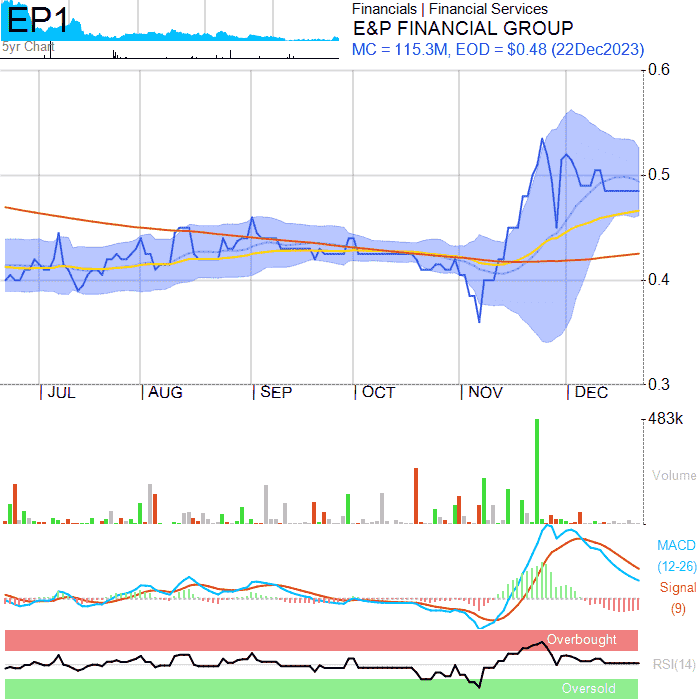 EP1
5yr Chart
Financials | Financial Services
E&P FINANCIAL GROUP
MC = 115.3M, EOD = $0.48 (22Dec2023)
0.6
0.5
0.4
0.3
JUL AUG SEP OCT NOV DEC
483k
Volume
MACD
(12-26)
Signal
(9)
Overbought
RSI(14)
Oversold